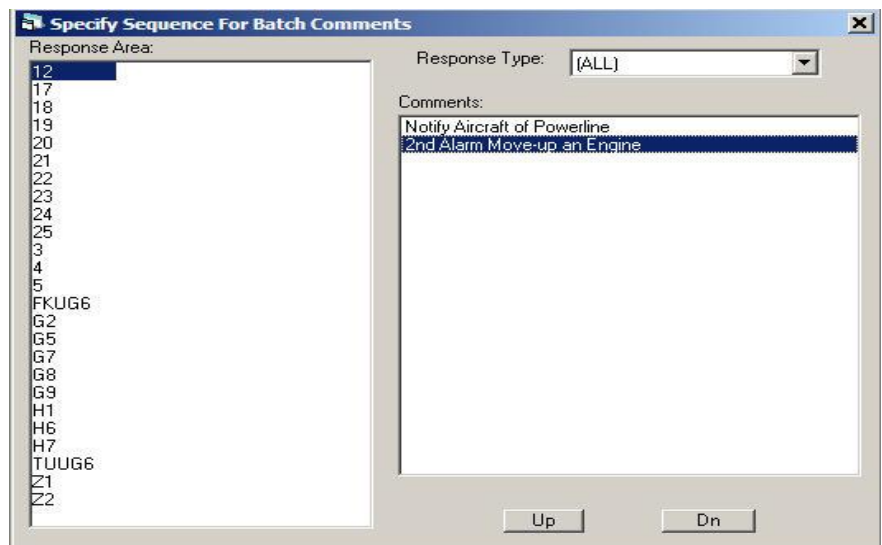 Specify Sequence For Batch Comments
Response Area:
12
17
18
19
20
21
22
23
24
25
3
4
5
FKUG6
G2
G5
G7
G8
G9
H1
H6
H7
TUUG6
Z1
Z2
Response Type:
(ALL)
Comments:
Notify Aircraft of Powerline
2nd Alarm Move-up an Engine
Up
Dn